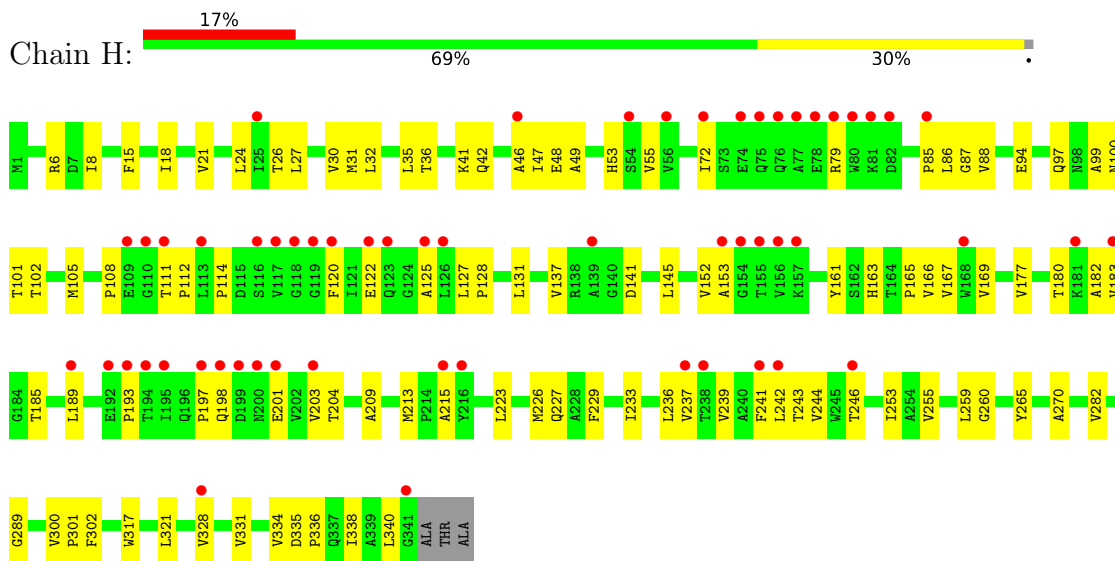 17%
Chain H:
69% 30% •
M1 R6 D7 I8 F15 I18 V21 L24 I25 T26 L27 V30 M31 L32 L35 T36 K41 Q42 A46 I47 E48 A49 H53 S54 V55 V56 I72 S73 E74 Q75 Q76 A77 E78 R79 W80 K81 D82 P85 L86 G87 V88 E94 Q97 N98 A99 N100
T101 T102 M105 P108 E109 G110 T111 P112 L113 P114 D115 S116 V117 G118 G119 F120 I121 E122 Q123 G124 A125 L126 L127 P128 L131 V137 R138 A139 G140 D141 L145 V152 A153 G154 T155 V156 K157 Y161 S162 H163 T164 P165 V166 V167 W168 V169 V177 T180 K181 A182 V183
G184 T185 L189 E192 P193 T194 I195 Q196 P197 Q198 D199 N200 E201 V202 V203 T204 A209 M213 P214 A215 Y216 L223 M226 Q227 A228 F229 I233 L236 V237 T238 V239 A240 F241 L242 T243 V244 W245 T246 I253 A254 V255 L259 G260 Y265 A270 V282
G289 V300 P301 F302 W317 L321 V328 V331 V334 D335 P336 Q337 I338 A339 L340 G341 ALA THR ALA